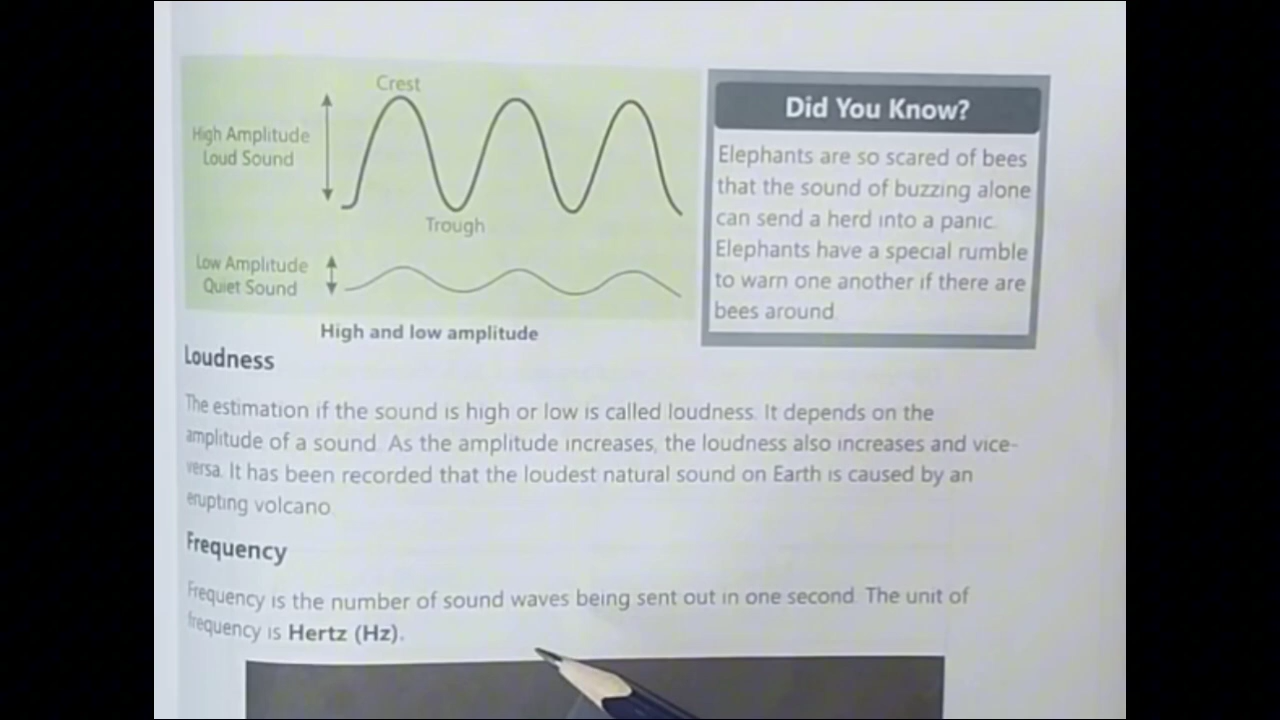 Crest
High Amplitude
Loud Sound
Trough
Low Amplitude
Quiet Sound
High and low amplitude
Did You Know?
Elephants are so scared of bees
that the sound of buzzing alone
can send a herd into a panic.
Elephants have a special rumble
to warn one another if there are
bees around.
Loudness
The estimation if the sound is high or low is called loudness. It depends on the
amplitude of a sound. As the amplitude increases, the loudness also increases and vice-
versa. It has been recorded that the loudest natural sound on Earth is caused by an
erupting volcano.
Frequency
Frequency is the number of sound waves being sent out in one second. The unit of
frequency is Hertz (Hz).